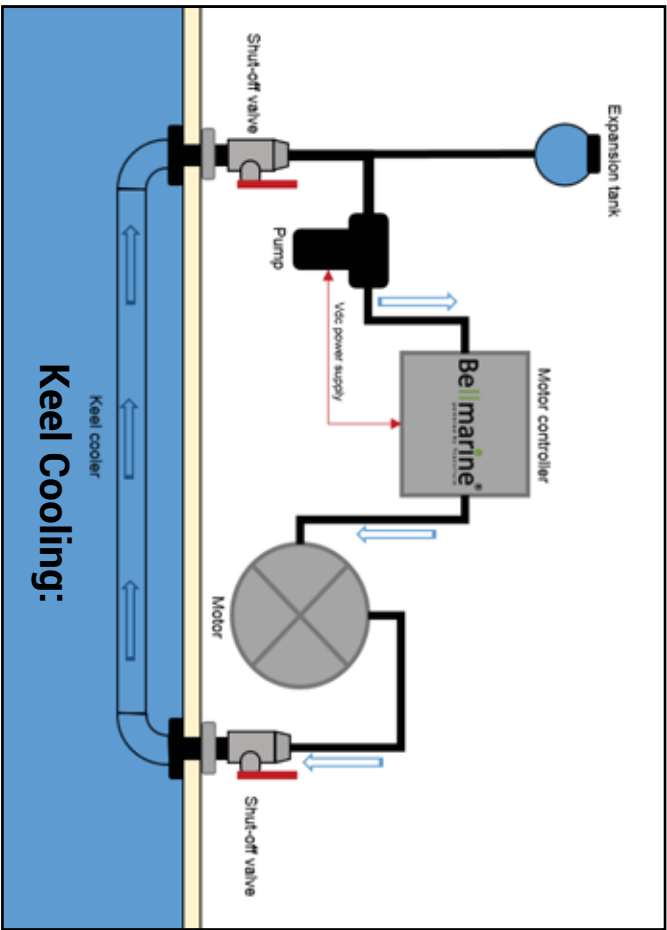 Expansion tank
Shut-off valve
Pump
Vdc power supply
Motor controller
Bellmarine®
Motor
Shut-off valve
Keel cooler
Keel Cooling: